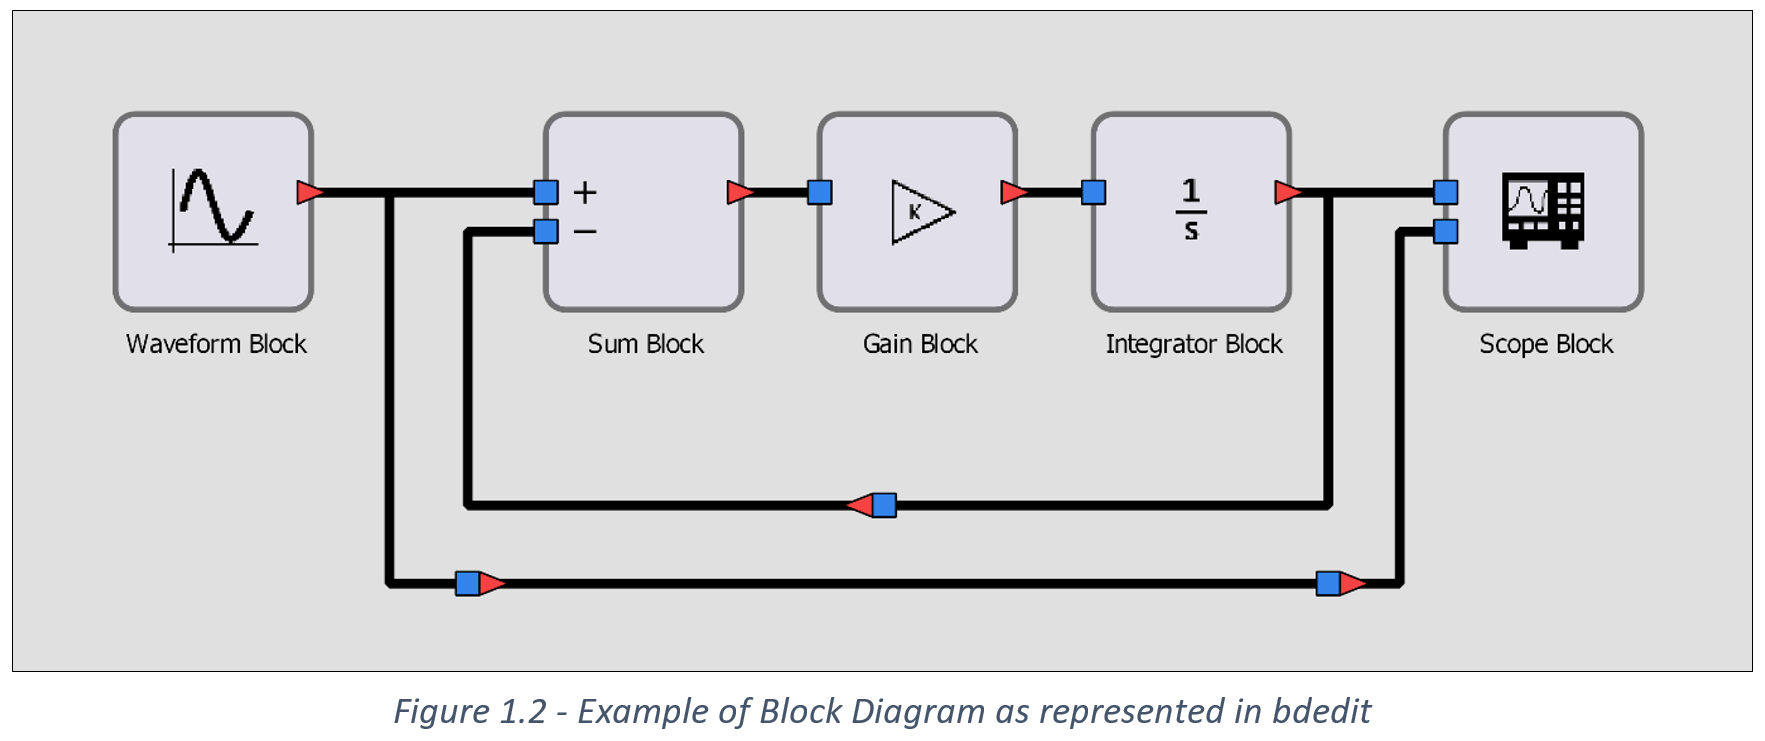 +
−
K
1
s
Waveform Block
Sum Block
Gain Block
Integrator Block
Scope Block
Figure 1.2 - Example of Block Diagram as represented in bdedit